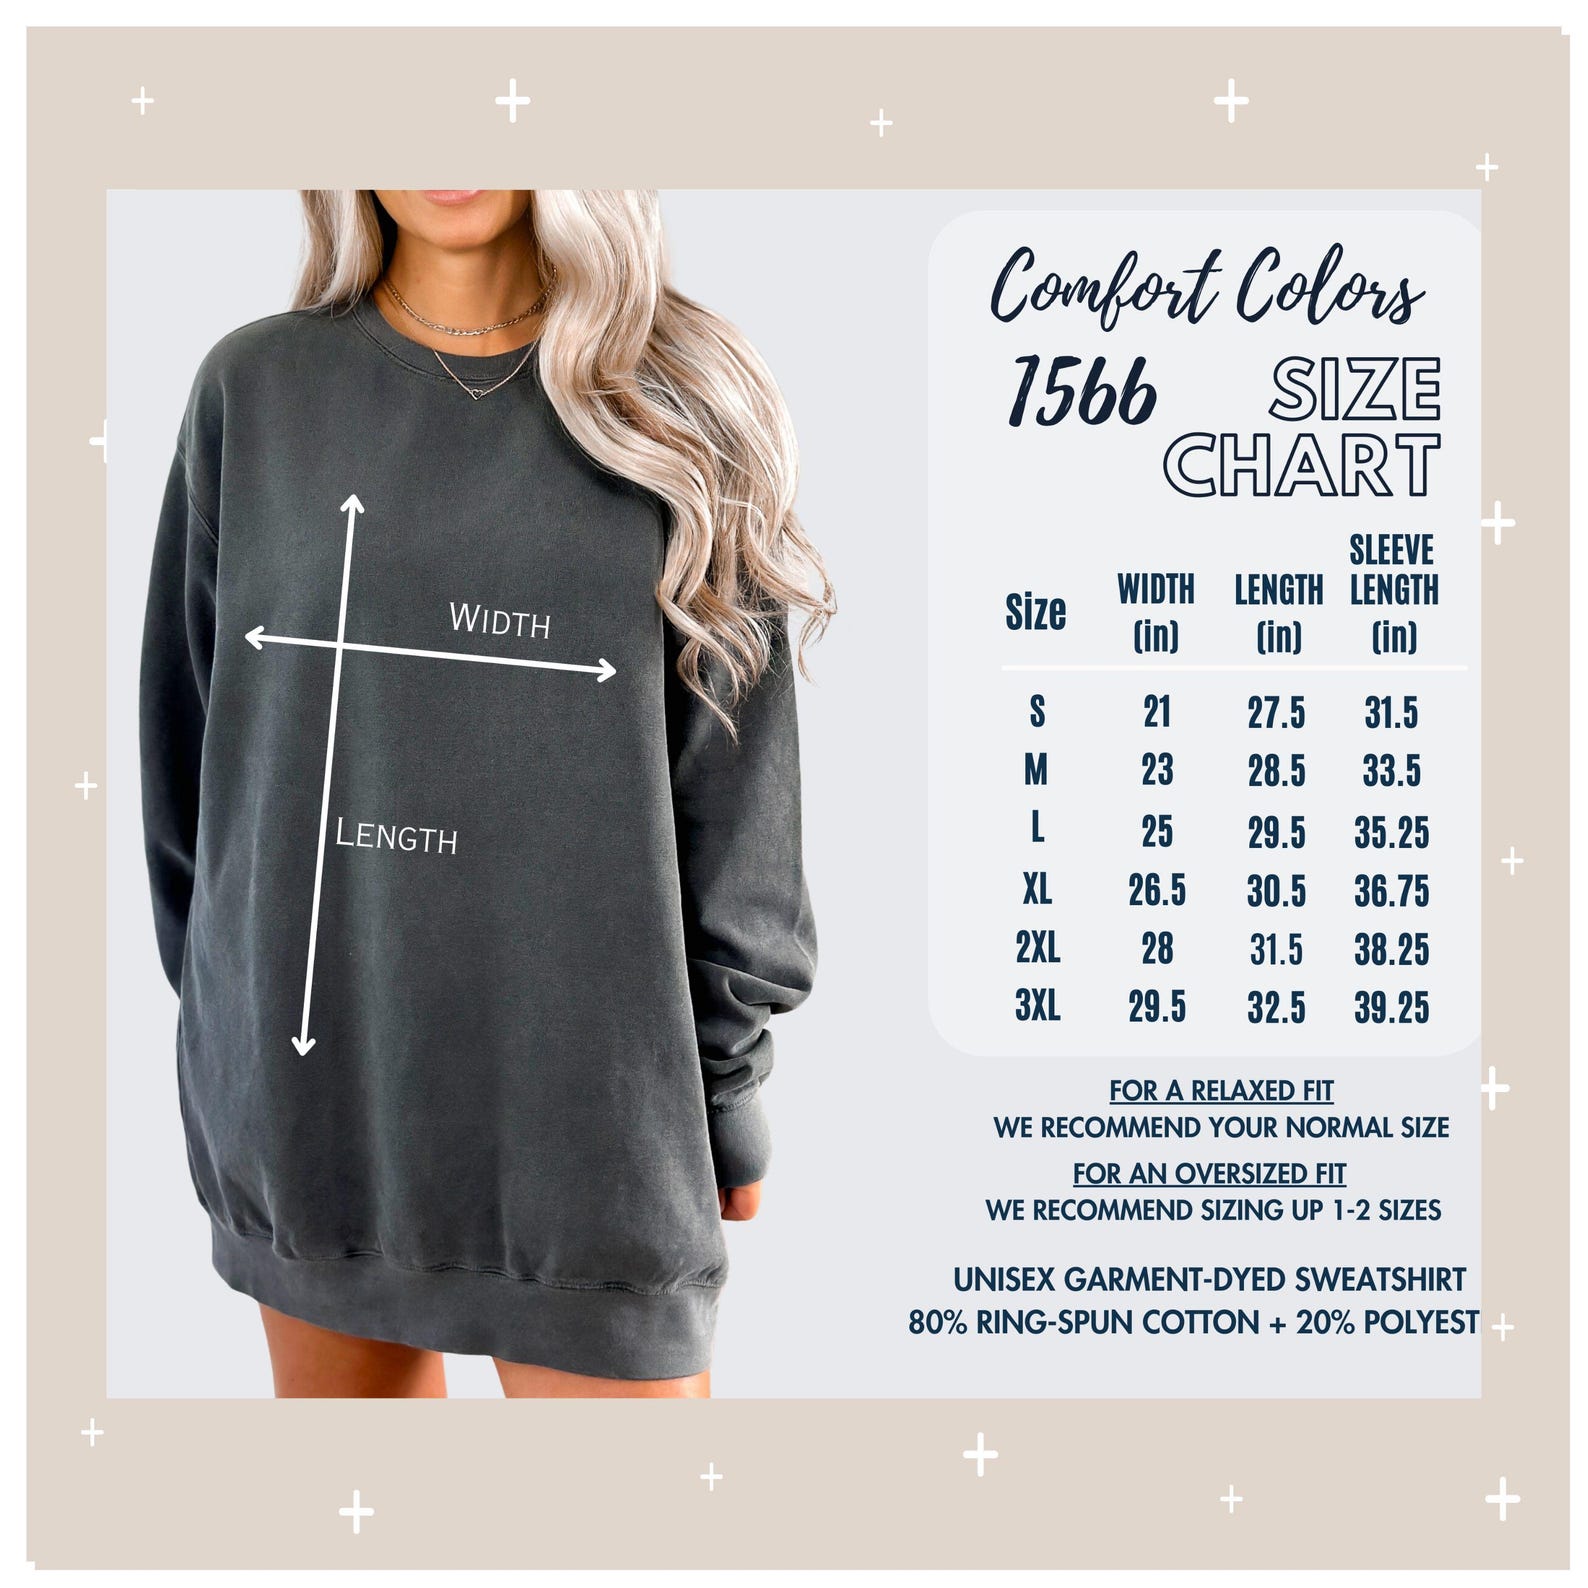 Comfort Colors
1566 SIZE
CHART
Size WIDTH (in) LENGTH (in) SLEEVE LENGTH (in)
S 21 27.5 31.5
M 23 28.5 33.5
L 25 29.5 35.25
XL 26.5 30.5 36.75
2XL 28 31.5 38.25
3XL 29.5 32.5 39.25
WIDTH
LENGTH
FOR A RELAXED FIT
WE RECOMMEND YOUR NORMAL SIZE
FOR AN OVERSIZED FIT
WE RECOMMEND SIZING UP 1-2 SIZES
UNISEX GARMENT-DYED SWEATSHIRT
80% RING-SPUN COTTON + 20% POLYEST